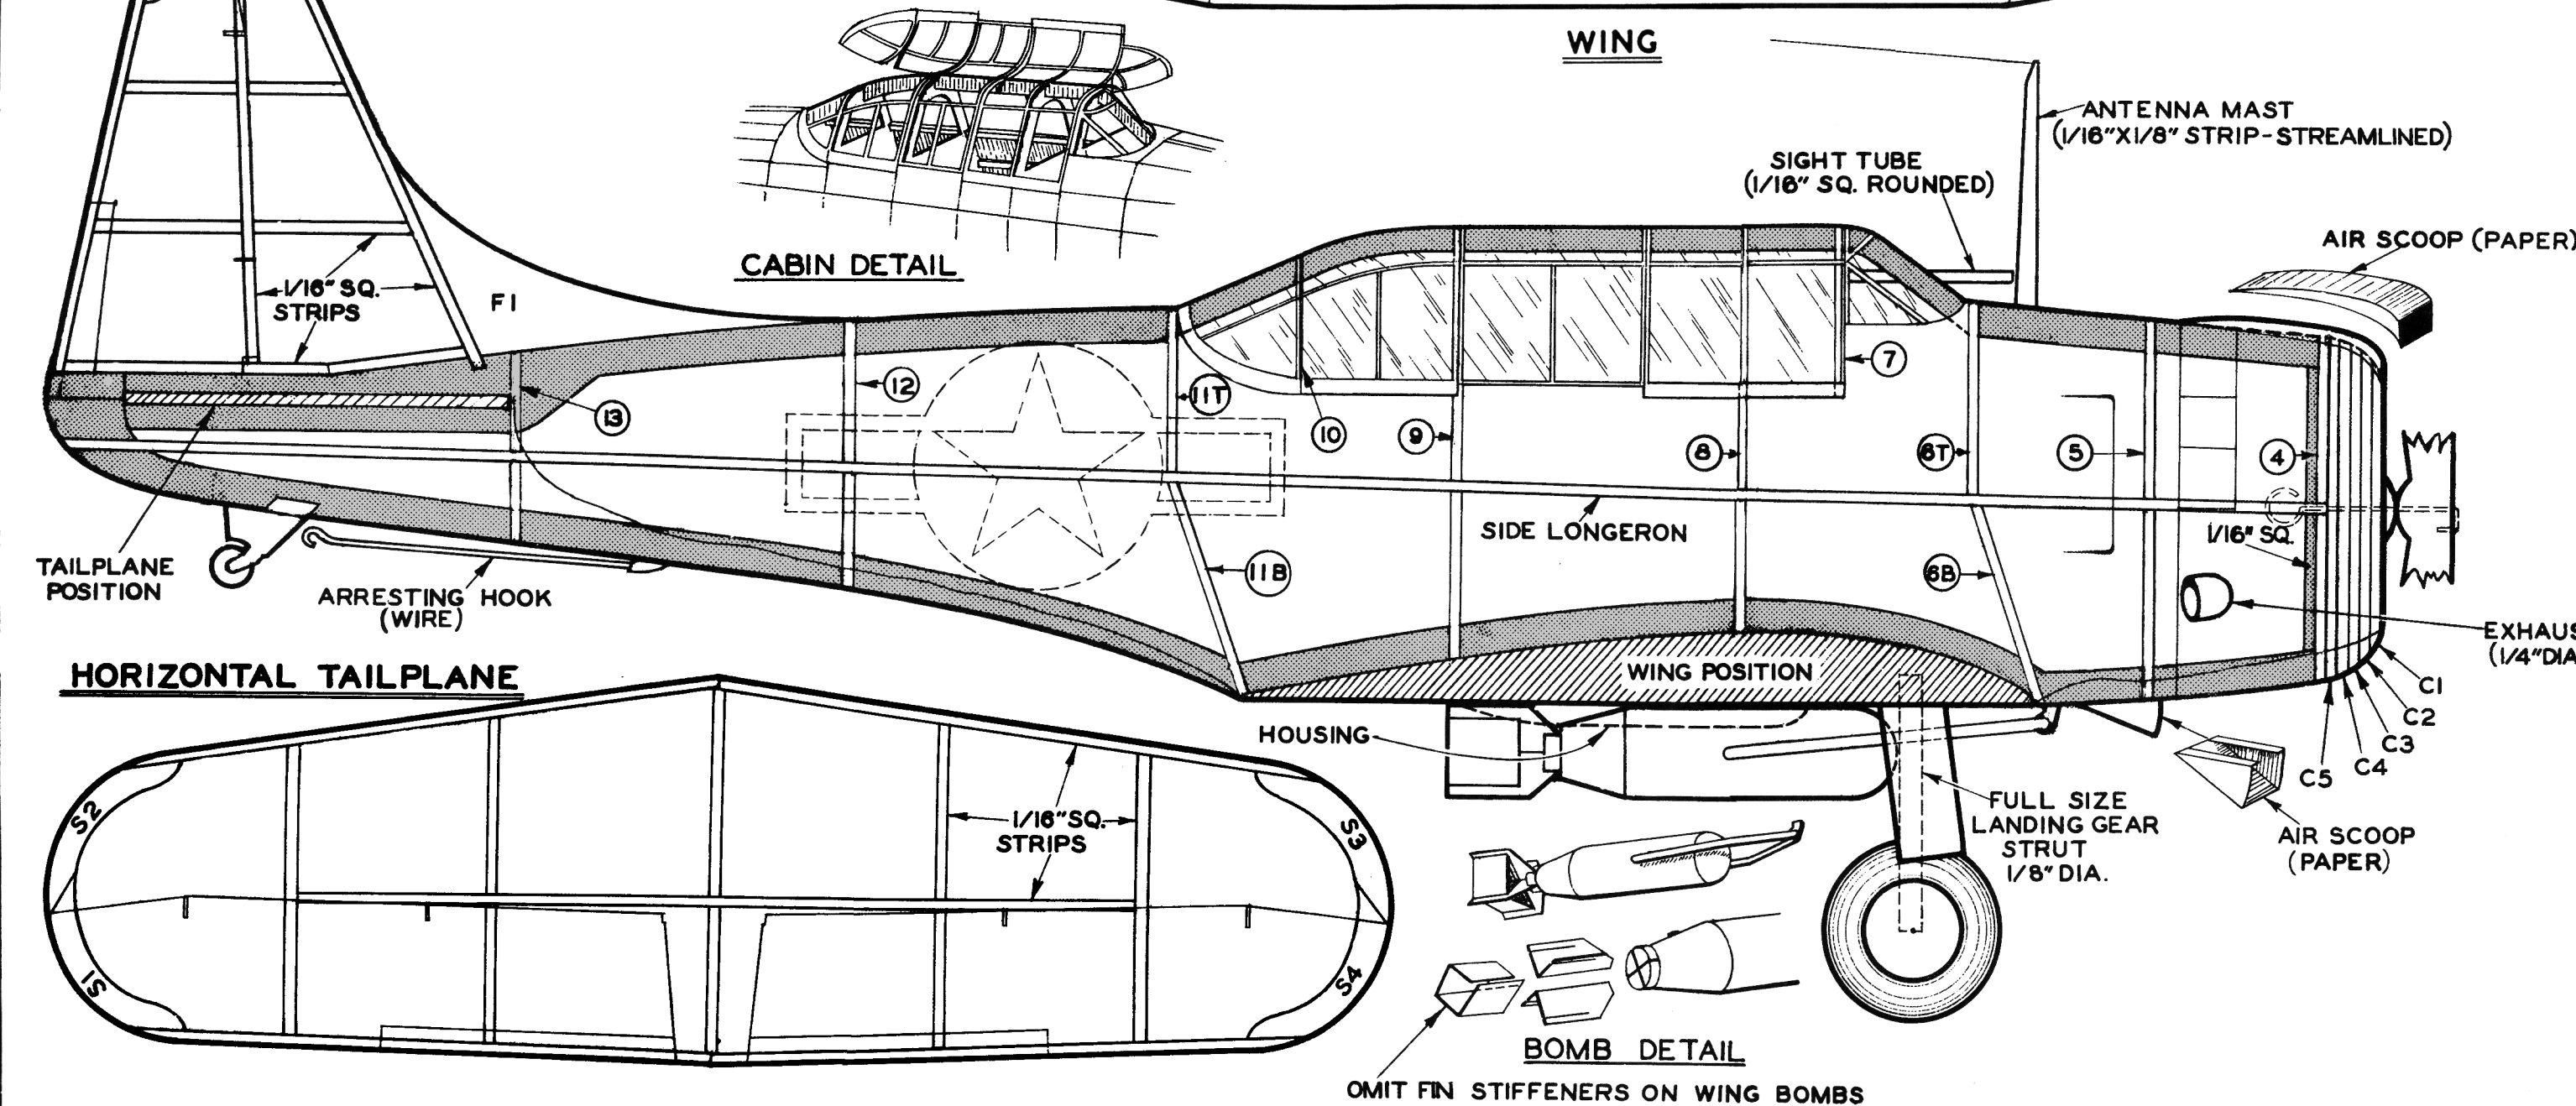 WING
ANTENNA MAST
(1/16"X1/8" STRIP-STREAMLINED)
SIGHT TUBE
(1/16" SQ. ROUNDED)
AIR SCOOP (PAPER)
CABIN DETAIL
1/16" SQ.
STRIPS
F1
13
12
11T
10
9
8
7
6T
5
4
SIDE LONGERON
1/16" SQ.
11B
6B
TAILPLANE
POSITION
ARRESTING HOOK
(WIRE)
EXHAUS
(1/4"DIA
WING POSITION
HORIZONTAL TAILPLANE
HOUSING
C1
C2
C3
C4
C5
S2
1/16" SQ.
STRIPS
S3
FULL SIZE
LANDING GEAR
STRUT
1/8" DIA.
AIR SCOOP
(PAPER)
S1
S4
BOMB DETAIL
OMIT FIN STIFFENERS ON WING BOMBS